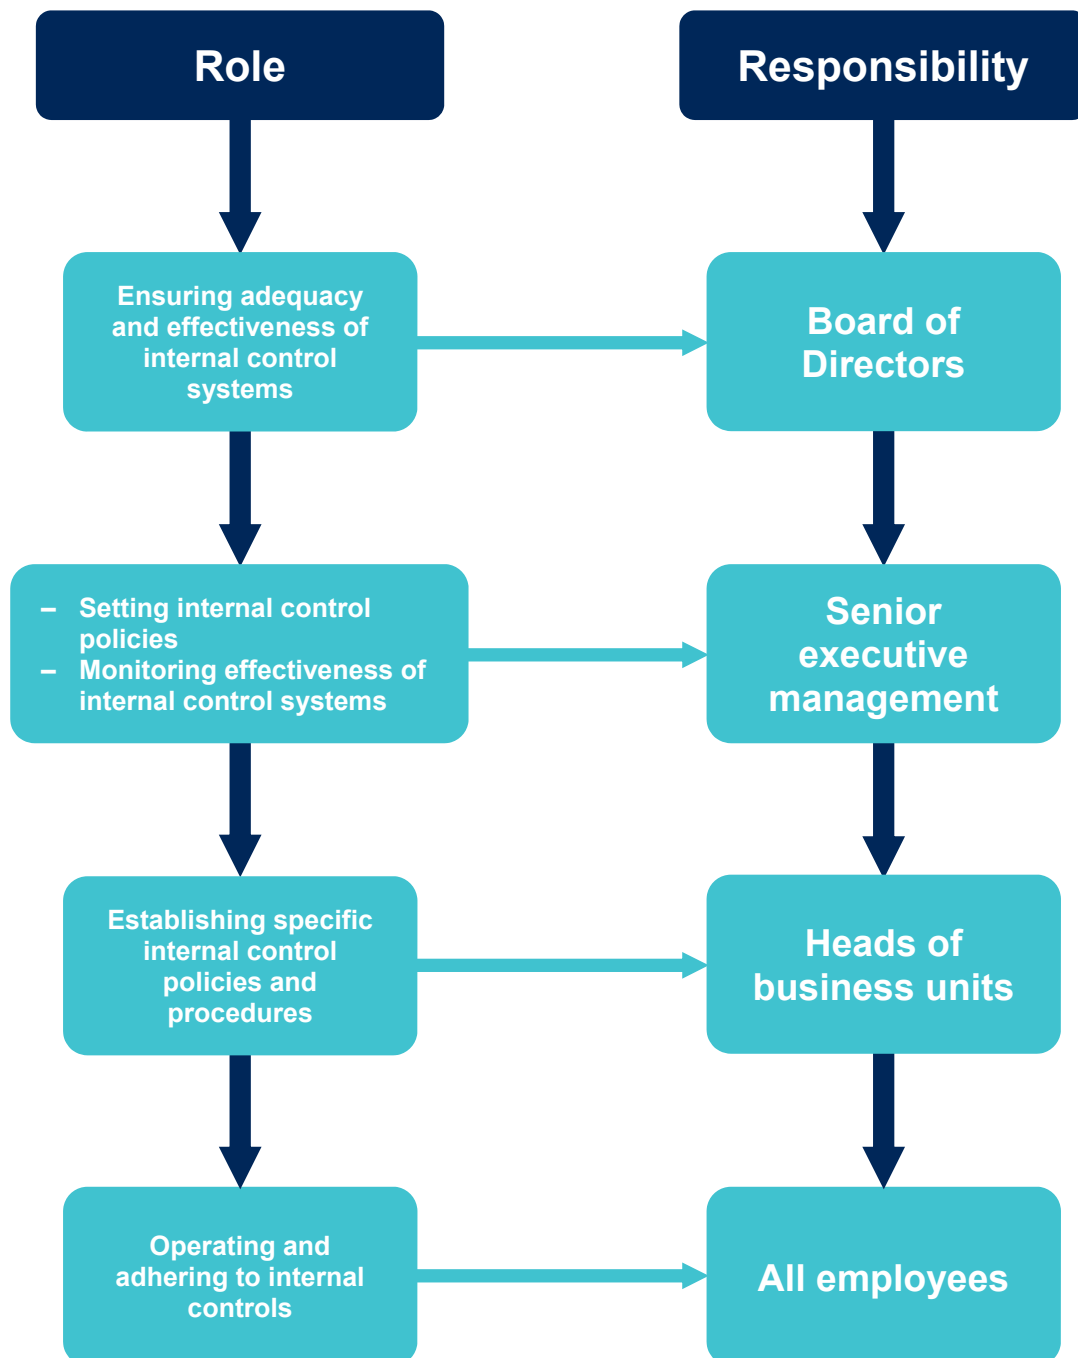 Role
Responsibility
Ensuring adequacy
and effectiveness of
internal control
systems
Board of
Directors
– Setting internal control
policies
– Monitoring effectiveness of
internal control systems
Senior
executive
management
Establishing specific
internal control
policies and
procedures
Heads of
business units
Operating and
adhering to internal
controls
All employees